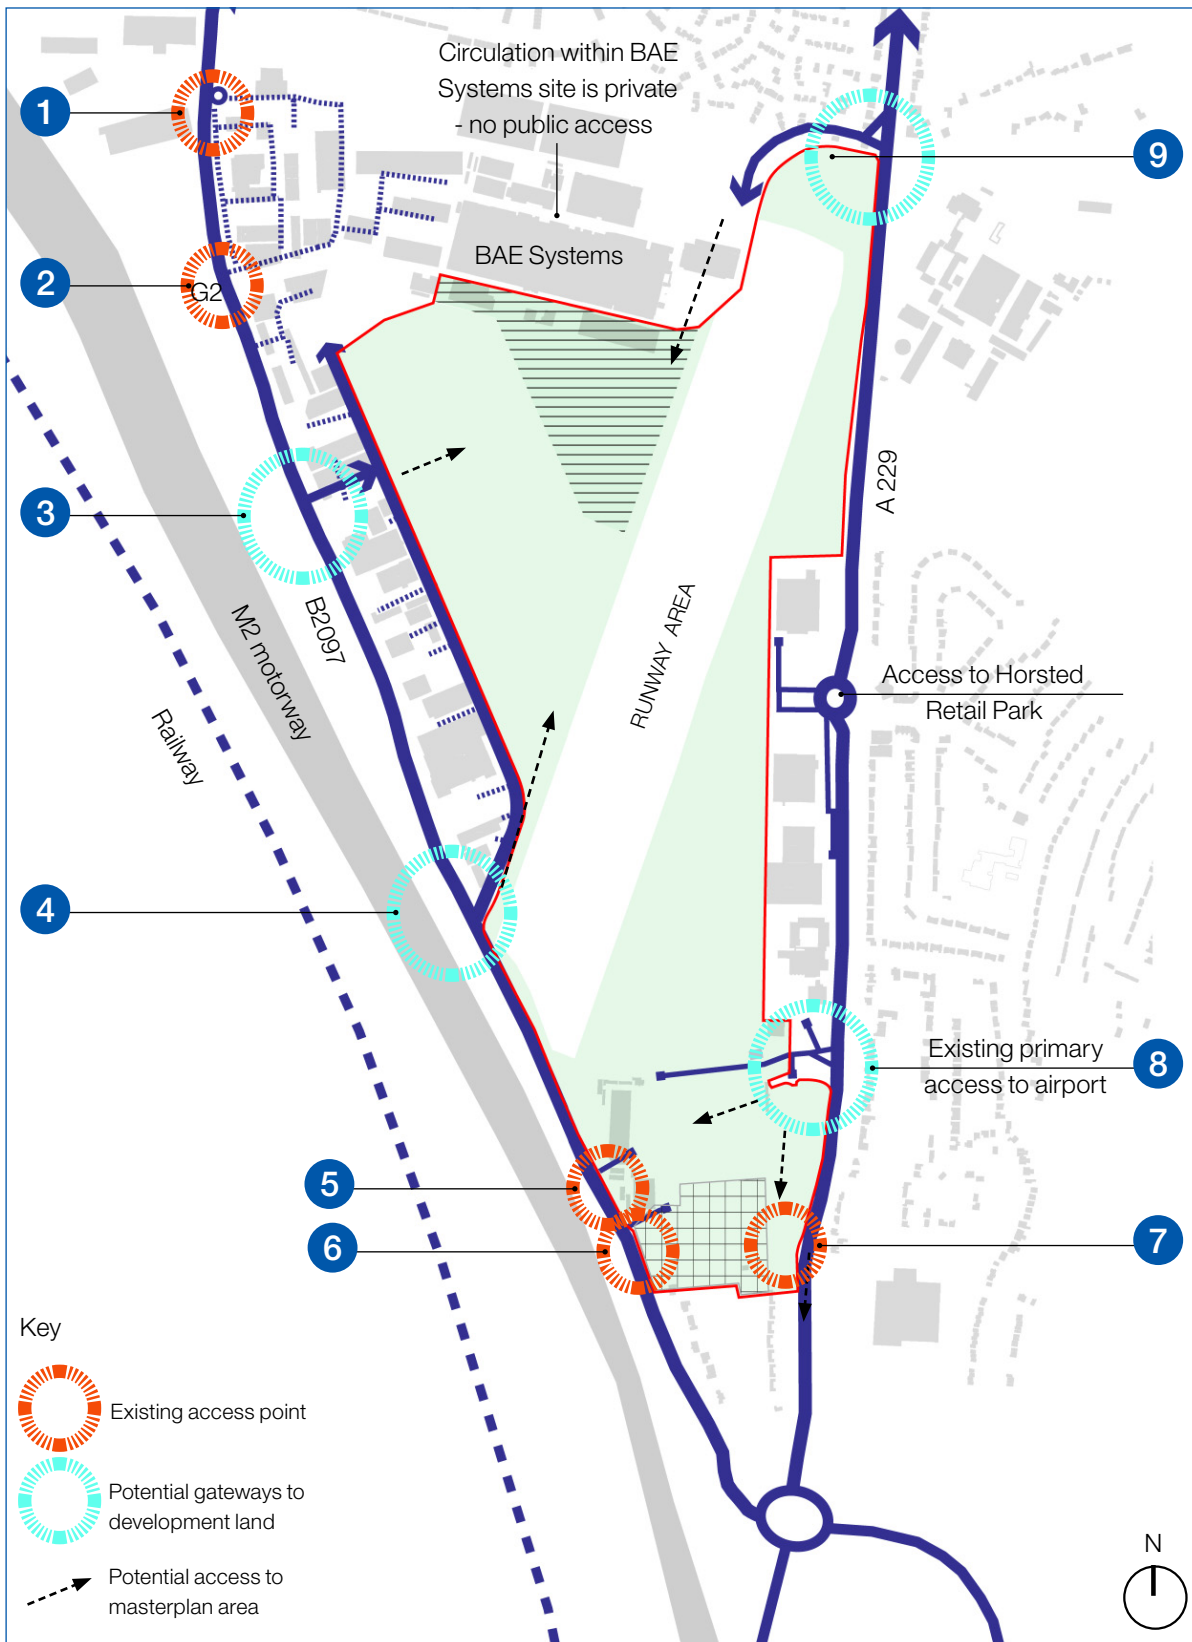 Circulation within BAE
Systems site is private
- no public access
1
9
2
G2
BAE Systems
3
A 229
B2097
M2 motorway
Railway
RUNWAY AREA
Access to Horsted
Retail Park
4
Existing primary
access to airport
8
5
6
7
Key
Existing access point
Potential gateways to
development land
Potential access to
masterplan area
N